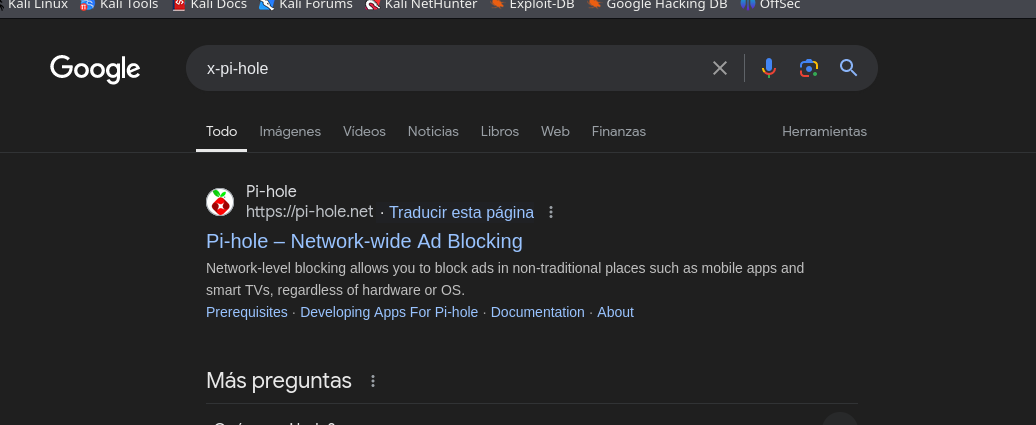 Kali Linux Kali Tools Kali Docs Kali Forums Kali NetHunter Exploit-DB Google Hacking DB OffSec
Google x-pi-hole
Todo Imágenes Videos Noticias Libros Web Finanzas Herramientas
Pi-hole
https://pi-hole.net · Traducir esta página
Pi-hole – Network-wide Ad Blocking
Network-level blocking allows you to block ads in non-traditional places such as mobile apps and
smart TVs, regardless of hardware or OS.
Prerequisites · Developing Apps For Pi-hole · Documentation · About
Más preguntas